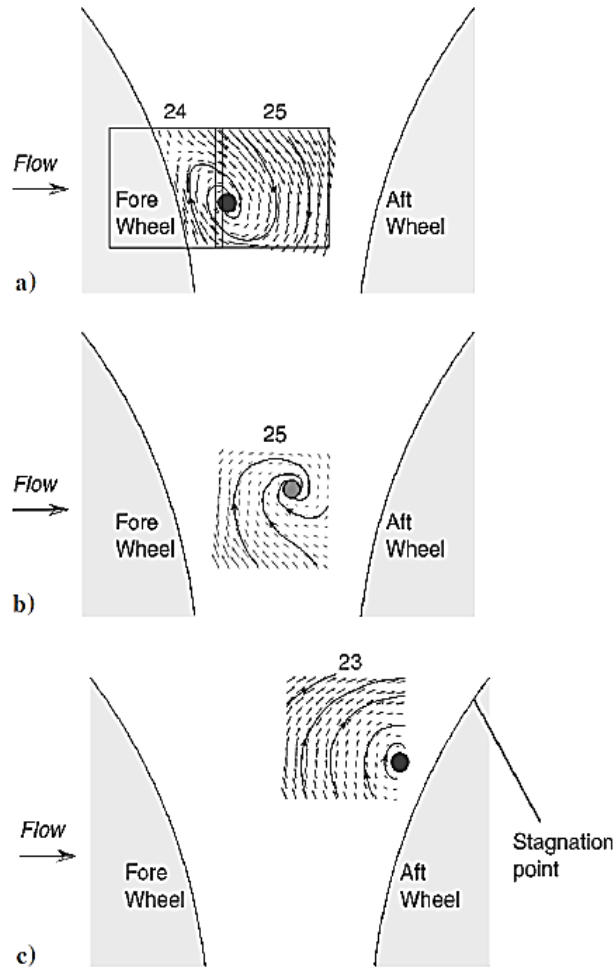 24 25
Flow
Fore
Wheel
Aft
Wheel
a)
25
Flow
Fore
Wheel
Aft
Wheel
b)
23
Flow
Fore
Wheel
Aft
Wheel
Stagnation
point
c)